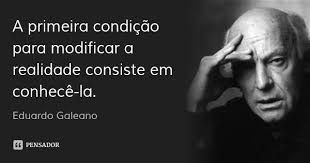 A primeira condição
para modificar a
realidade consiste em
conhecê-la.
Eduardo Galeano
PENSADOR